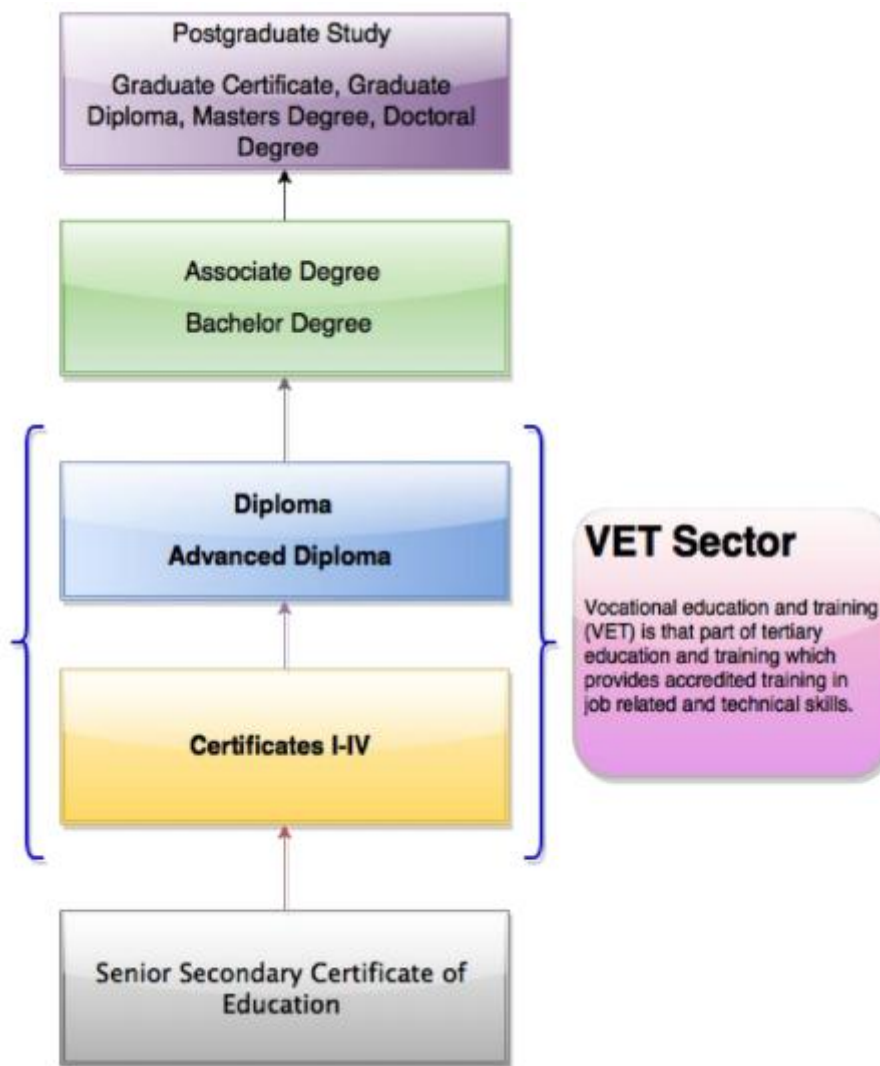 Postgraduate Study
Graduate Certificate, Graduate
Diploma, Masters Degree, Doctoral
Degree
Associate Degree
Bachelor Degree
Diploma
Advanced Diploma
Certificates I-IV
Senior Secondary Certificate of
Education
VET Sector
Vocational education and training
(VET) is that part of tertiary
education and training which
provides accredited training in
job related and technical skills.